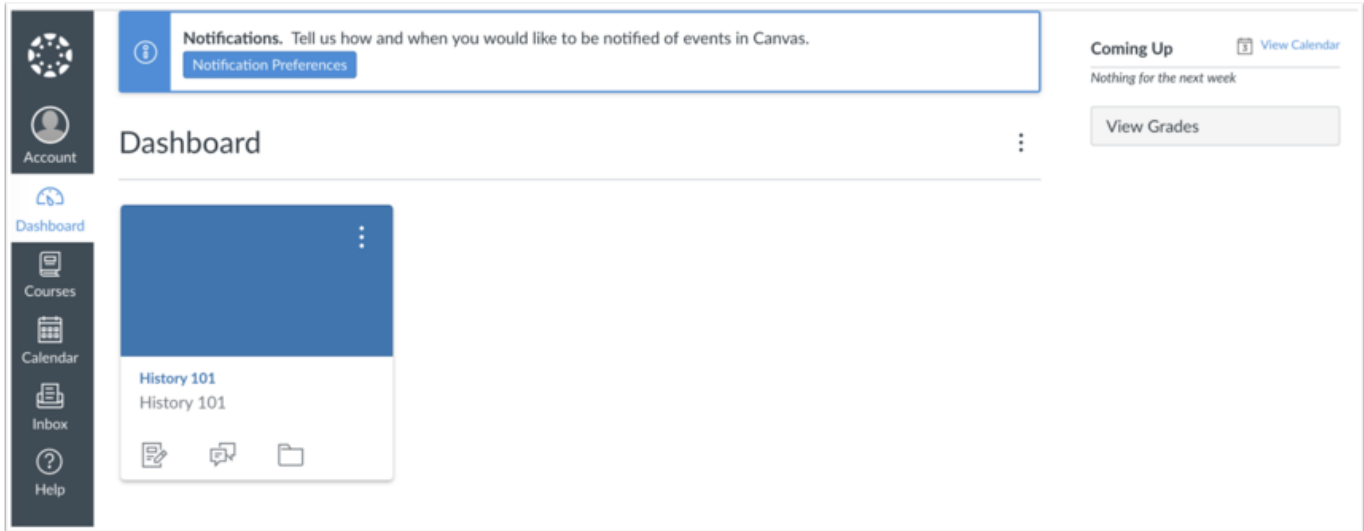 Notifications. Tell us how and when you would like to be notified of events in Canvas.
Notification Preferences
Dashboard
History 101
History 101
Coming Up
3
View Calendar
Nothing for the next week
View Grades
Account
Dashboard
Courses
Calendar
Inbox
Help